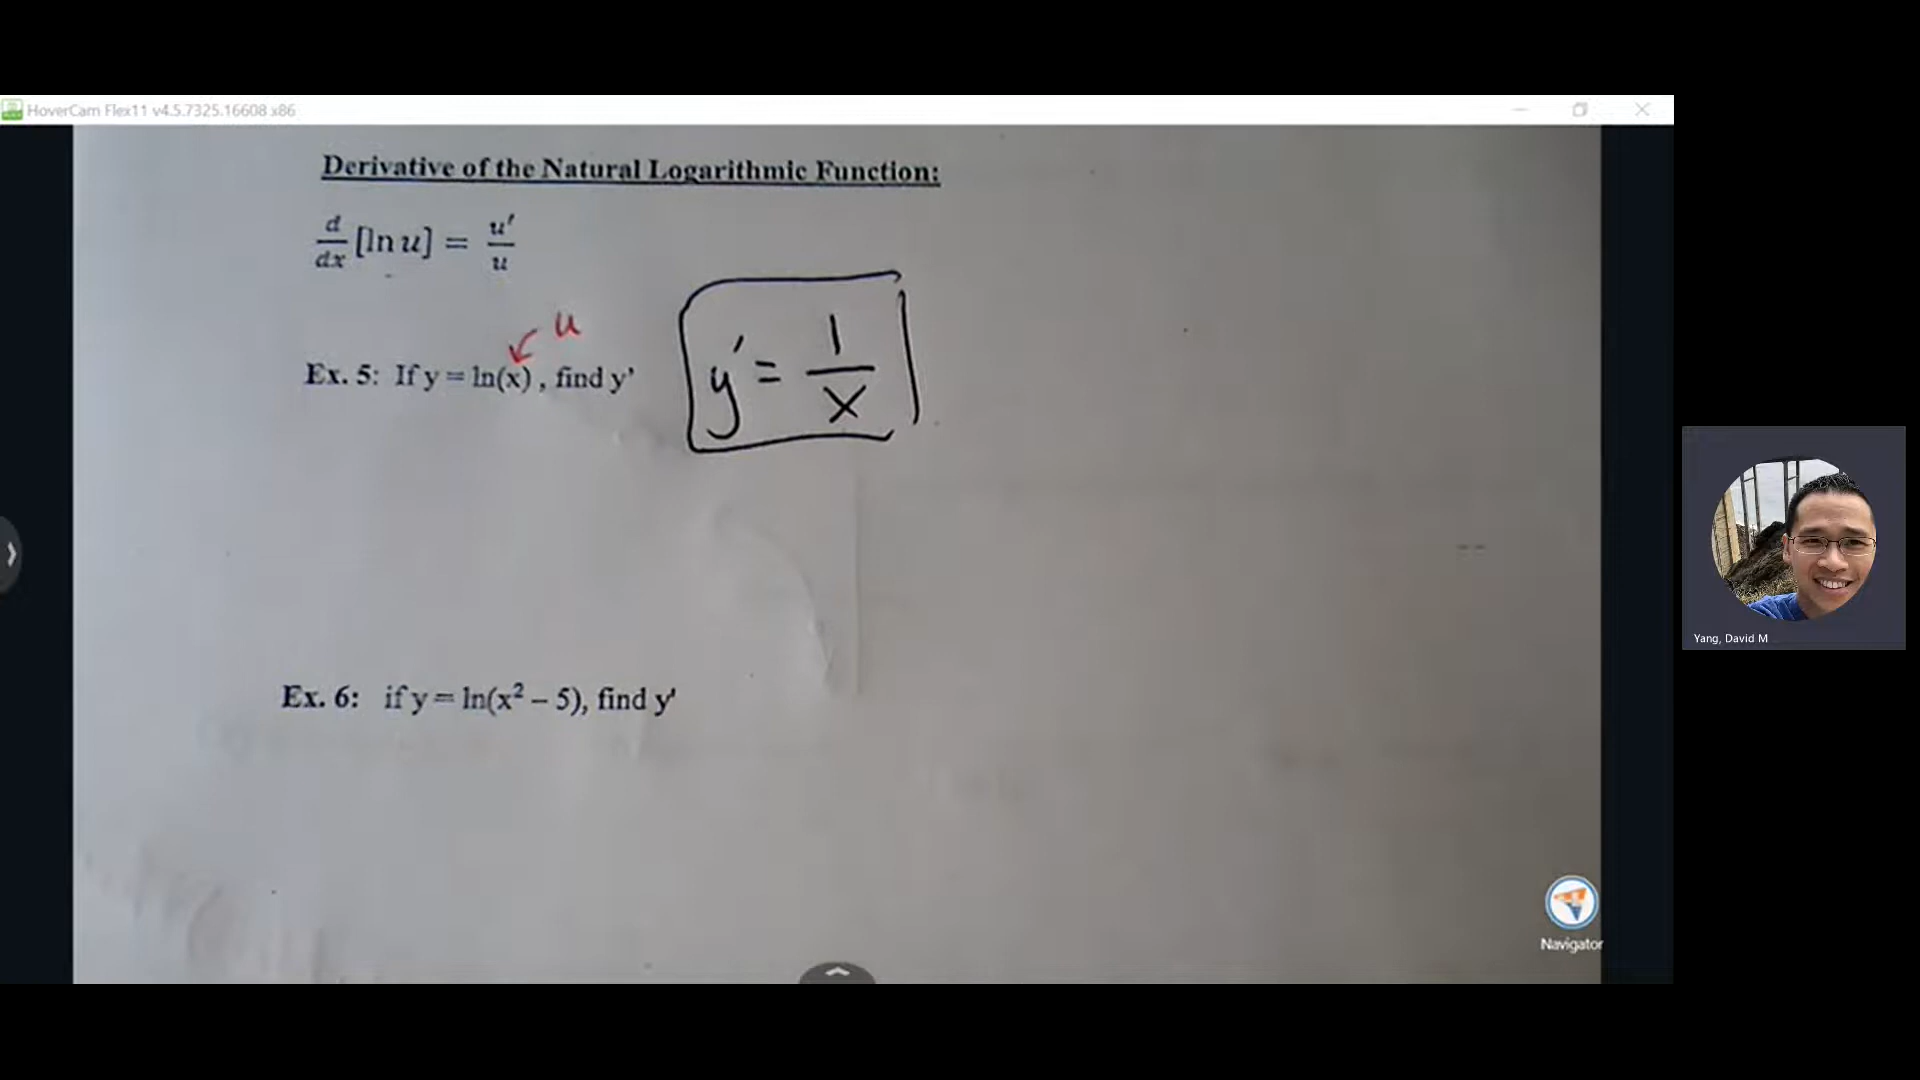 HoverCam Flex11 v4.5.7325.16608 x86
Derivative of the Natural Logarithmic Function:
d/dx [ln u] = u'/u
u
Ex. 5: If y = ln(x) , find y'
y' = 1/x
Ex. 6: if y = ln(x² – 5), find y'
Yang, David M
Navigator